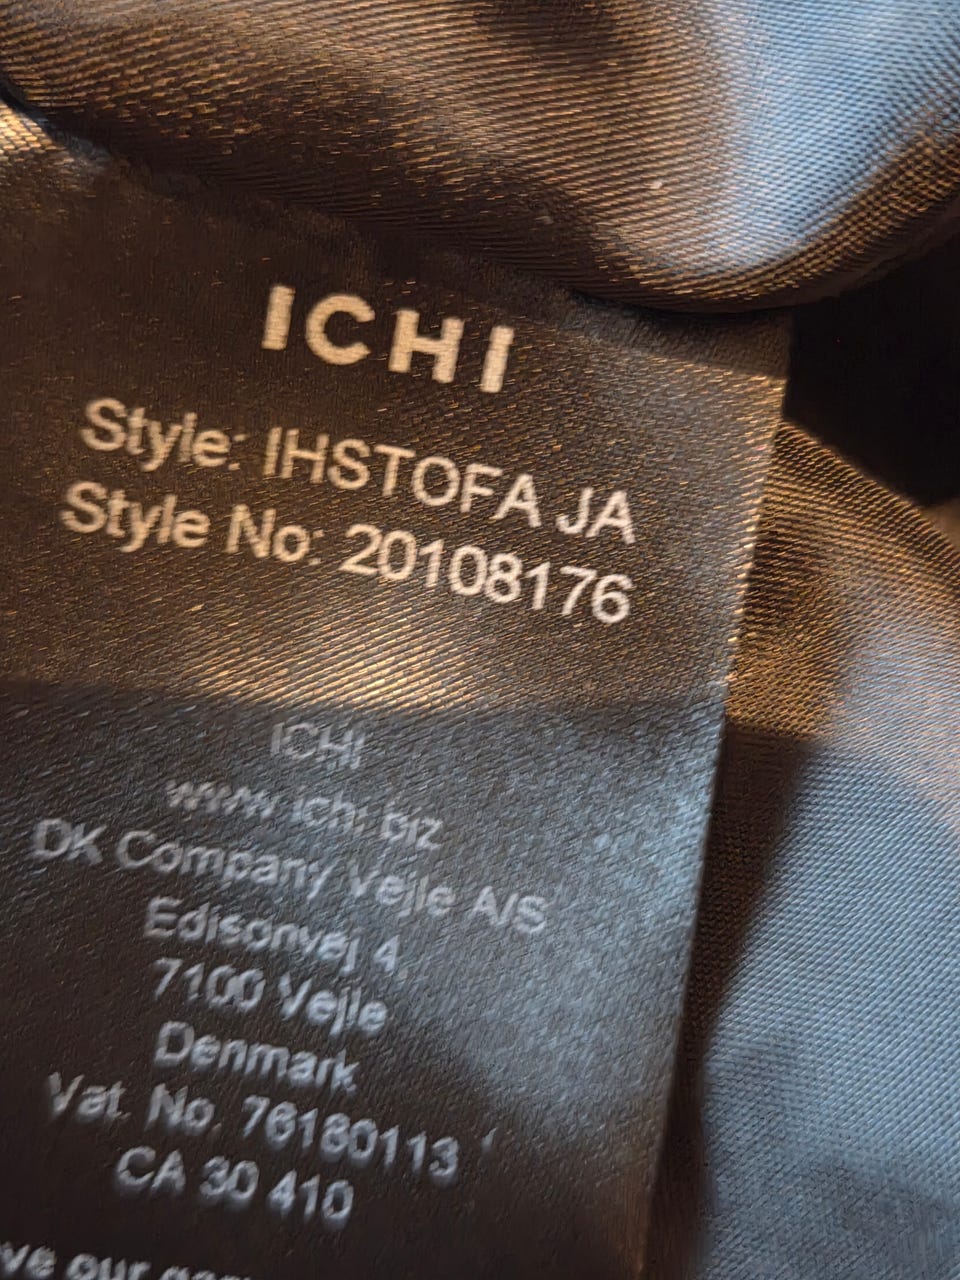 ICHI
Style: IHSTOFA JA
Style No: 20108176
ICHI
www.ichi.biz
DK Company Vejle A/S
Edisonvej 4,
7100 Vejle
Denmark
Vat. No. 76180113
CA 30 410
our